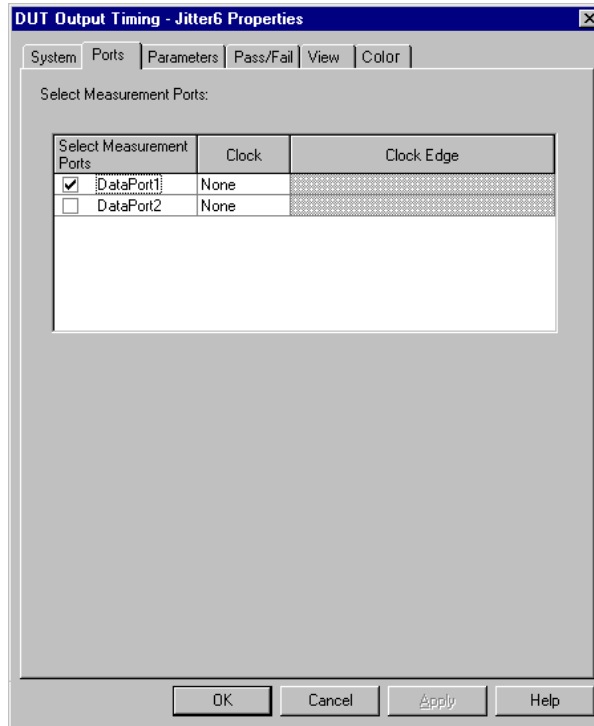 DUT Output Timing - Jitter6 Properties
System Ports Parameters Pass/Fail View Color
Select Measurement Ports:
Select Measurement Ports Clock Clock Edge
DataPort1 None
DataPort2 None
OK Cancel Apply Help